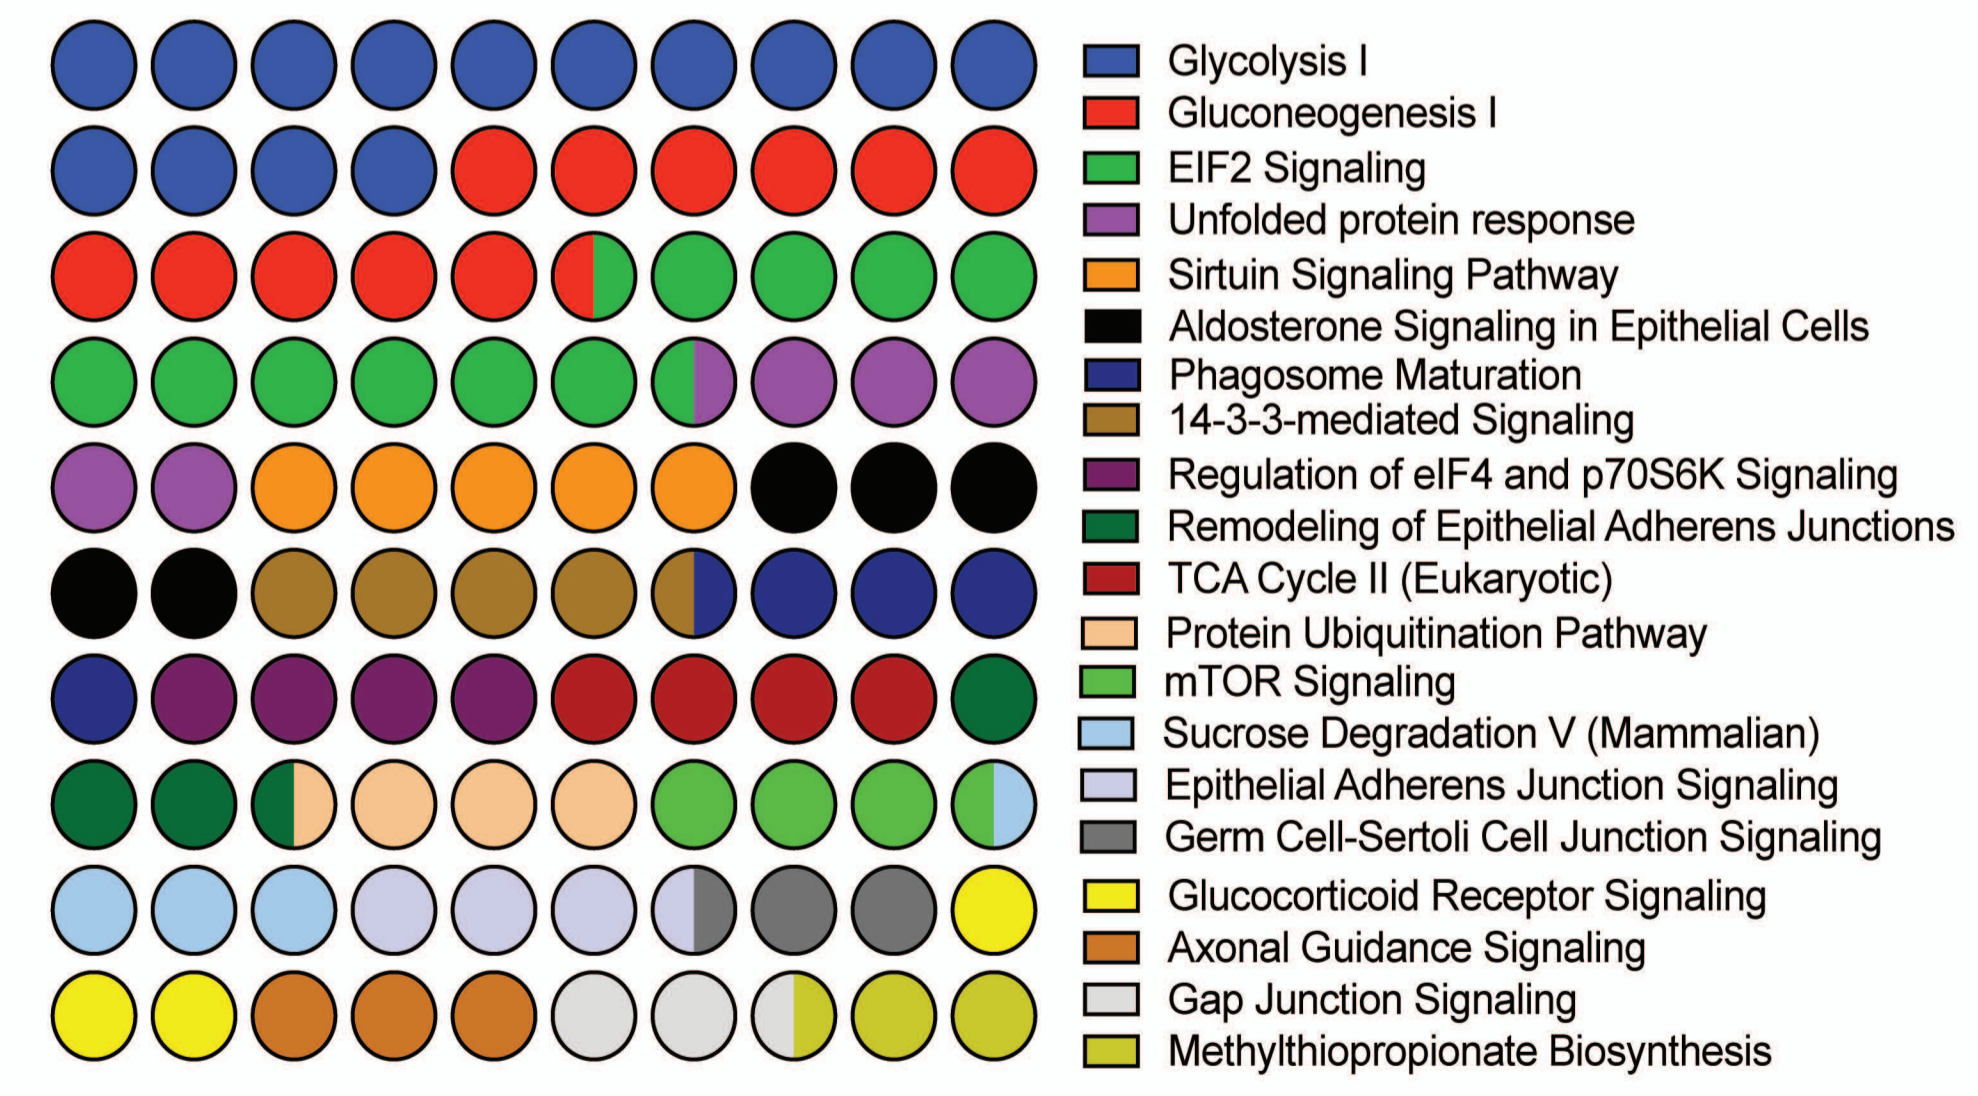 Glycolysis I
Gluconeogenesis I
EIF2 Signaling
Unfolded protein response
Sirtuin Signaling Pathway
Aldosterone Signaling in Epithelial Cells
Phagosome Maturation
14-3-3-mediated Signaling
Regulation of eIF4 and p70S6K Signaling
Remodeling of Epithelial Adherens Junctions
TCA Cycle II (Eukaryotic)
Protein Ubiquitination Pathway
mTOR Signaling
Sucrose Degradation V (Mammalian)
Epithelial Adherens Junction Signaling
Germ Cell-Sertoli Cell Junction Signaling
Glucocorticoid Receptor Signaling
Axonal Guidance Signaling
Gap Junction Signaling
Methylthiopropionate Biosynthesis